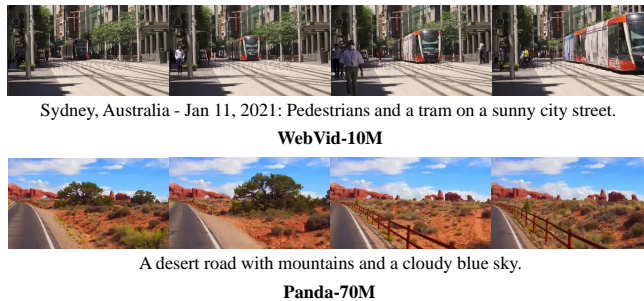 Sydney, Australia - Jan 11, 2021: Pedestrians and a tram on a sunny city street.
WebVid-10M
A desert road with mountains and a cloudy blue sky.
Panda-70M